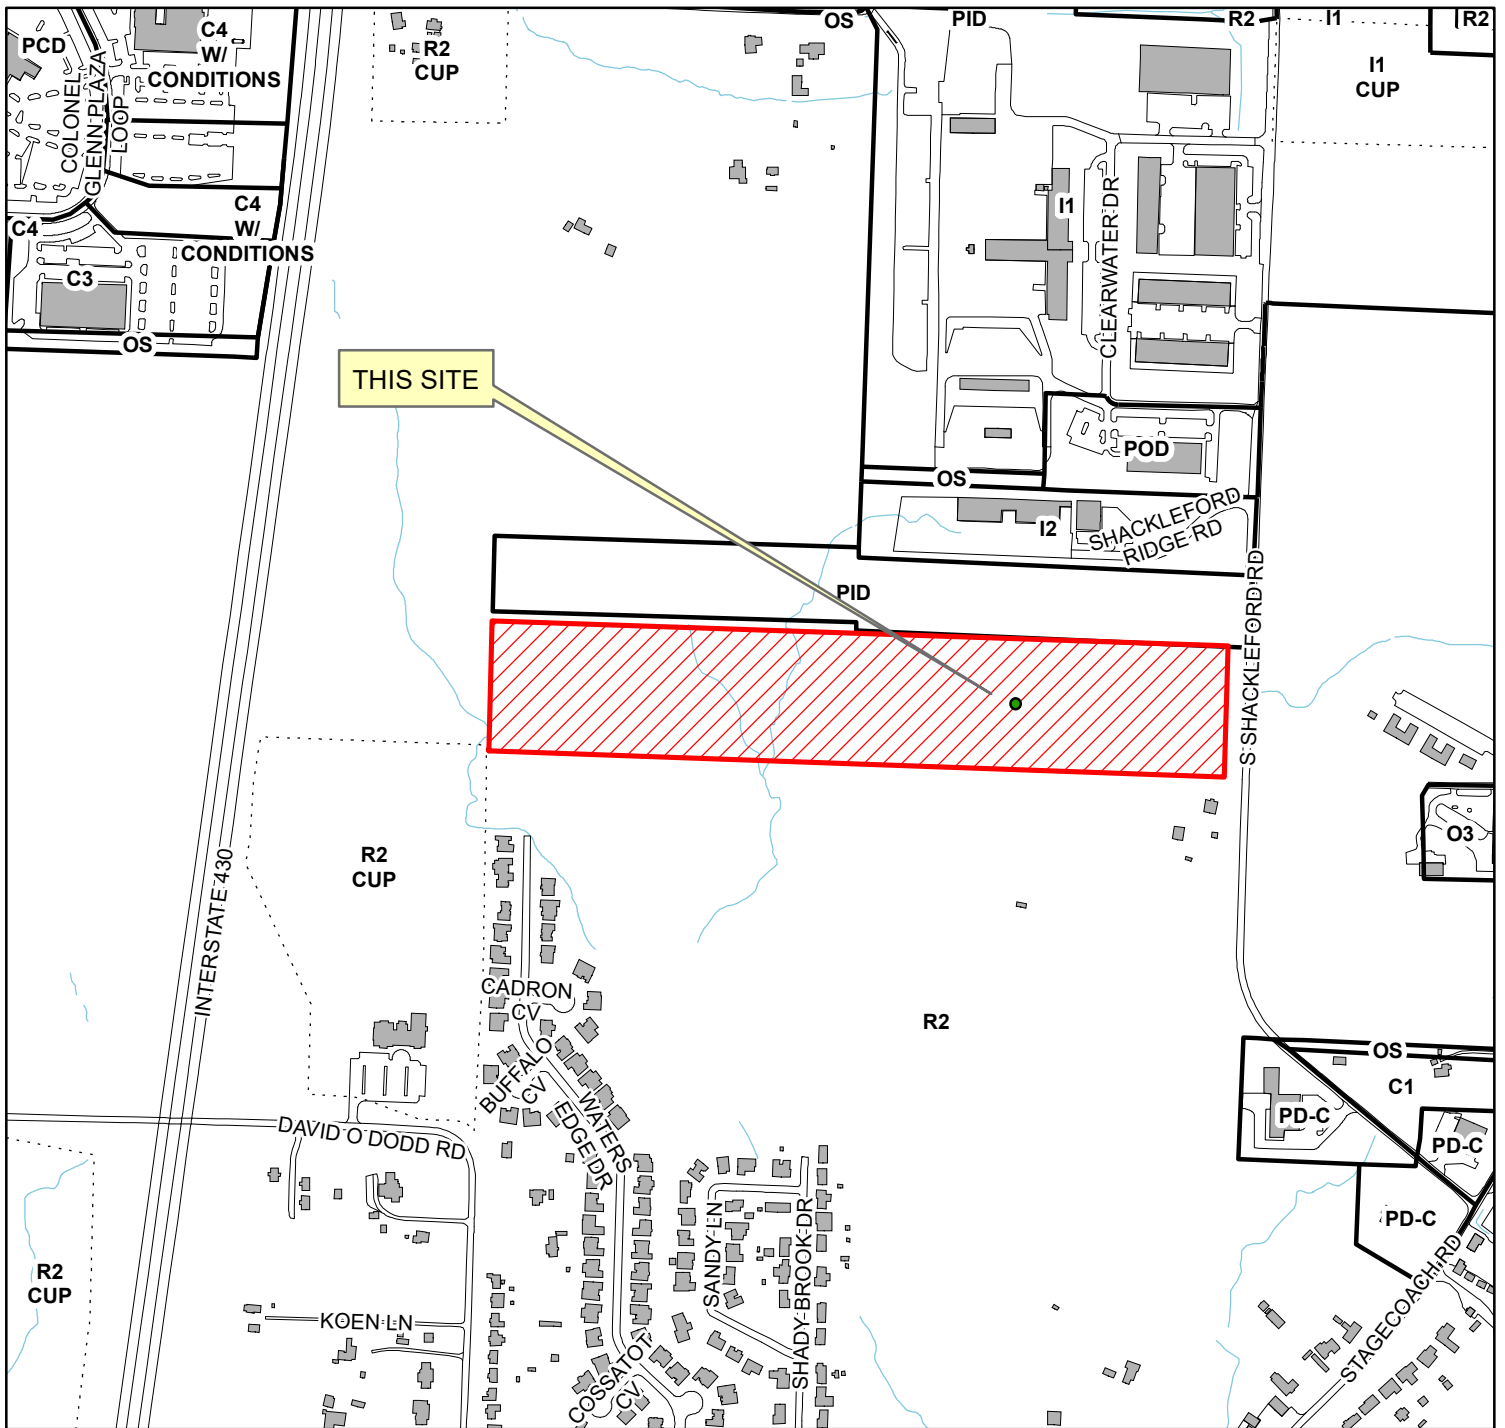 OS
PID
R2
I1
R2
PCD
C4
W/
CONDITIONS
R2
CUP
I1
CUP
COLONEL
GLENN PLAZA
LOOP
C4
W/
CONDITIONS
C4
C3
OS
I1
CLEARWATER DR
THIS SITE
POD
OS
I2
SHACKLEFORD
RIDGE RD
PID
S SHACKLEFORD RD
O3
R2
CUP
INTERSTATE 430
CADRON
CV
R2
BUFFALO
CV
WATERS
EDGE DR
OS
C1
PD-C
PD-C
DAVID O DODD RD
PD-C
SANDY LN
SHADY BROOK DR
STAGECOACH RD
R2
CUP
KOEN LN
COSSATOT
CV